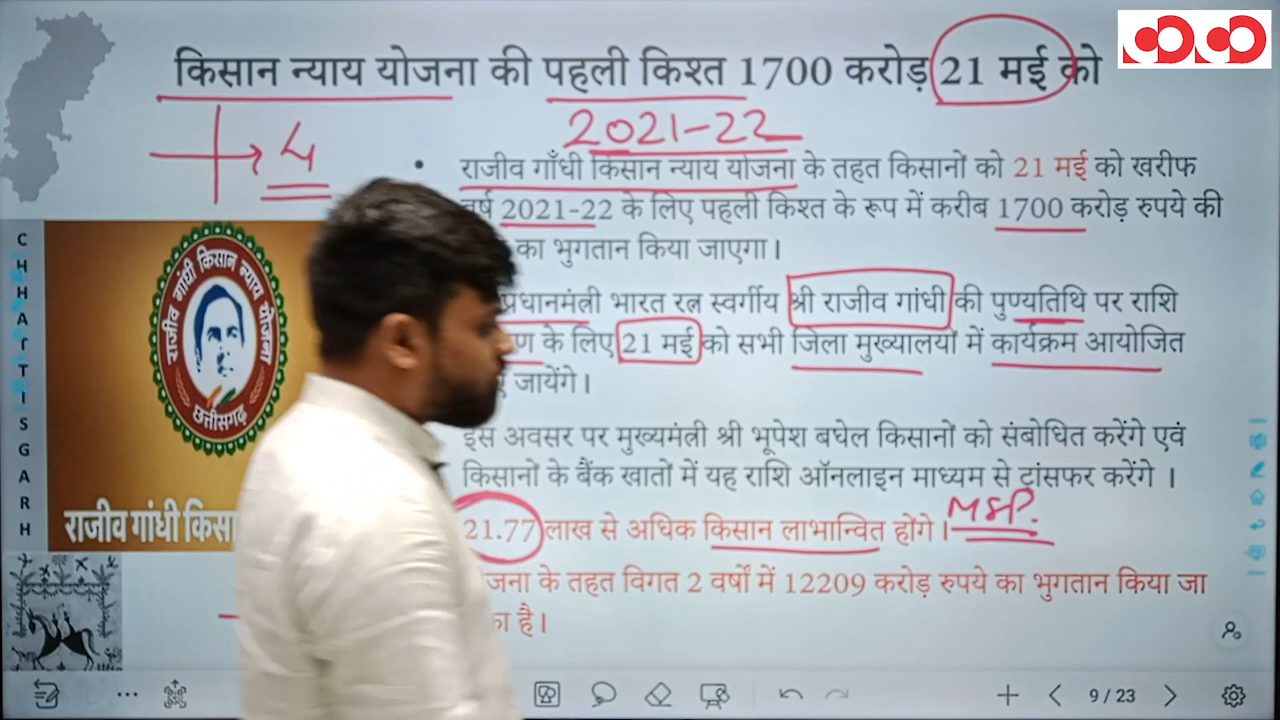 किसान न्याय योजना की पहली किश्त 1700 करोड़ 21 मई को
4
2021-22
• राजीव गाँधी किसान न्याय योजना के तहत किसानों को 21 मई को खरीफ
वर्ष 2021-22 के लिए पहली किश्त के रूप में करीब 1700 करोड़ रुपये की
का भुगतान किया जाएगा।
प्रधानमंत्री भारत रत्न स्वर्गीय श्री राजीव गांधी की पुण्यतिथि पर राशि
के लिए 21 मई को सभी जिला मुख्यालयों में कार्यक्रम आयोजित
जायेंगे।
इस अवसर पर मुख्यमंत्री श्री भूपेश बघेल किसानों को संबोधित करेंगे एवं
किसानों के बैंक खातों में यह राशि ऑनलाइन माध्यम से ट्रांसफर करेंगे ।
MSP.
21.77 लाख से अधिक किसान लाभान्वित होंगे।
के तहत विगत 2 वर्षों में 12209 करोड़ रुपये का भुगतान किया जा
है।
CHHATTISGARH
राजीव गांधी किसान न्याय योजना
छत्तीसगढ़
राजीव गांधी
9/23